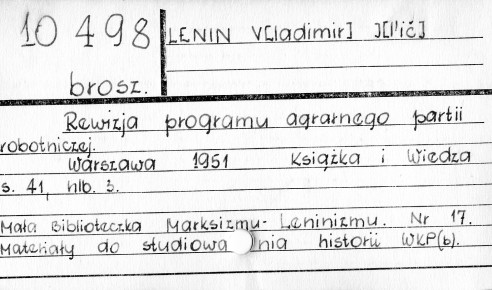 10 498
LENIN V[ladimir] I[l'ič]
brosz.
Rewizja programu agrarnego partii
robotniczej.
Warszawa 1951 Książka i Wiedza
s. 41, nlb. 3.
Mała Biblioteczka Marksizmu-Leninizmu. Nr 17.
Materiały do studiowania historii WKP(b).